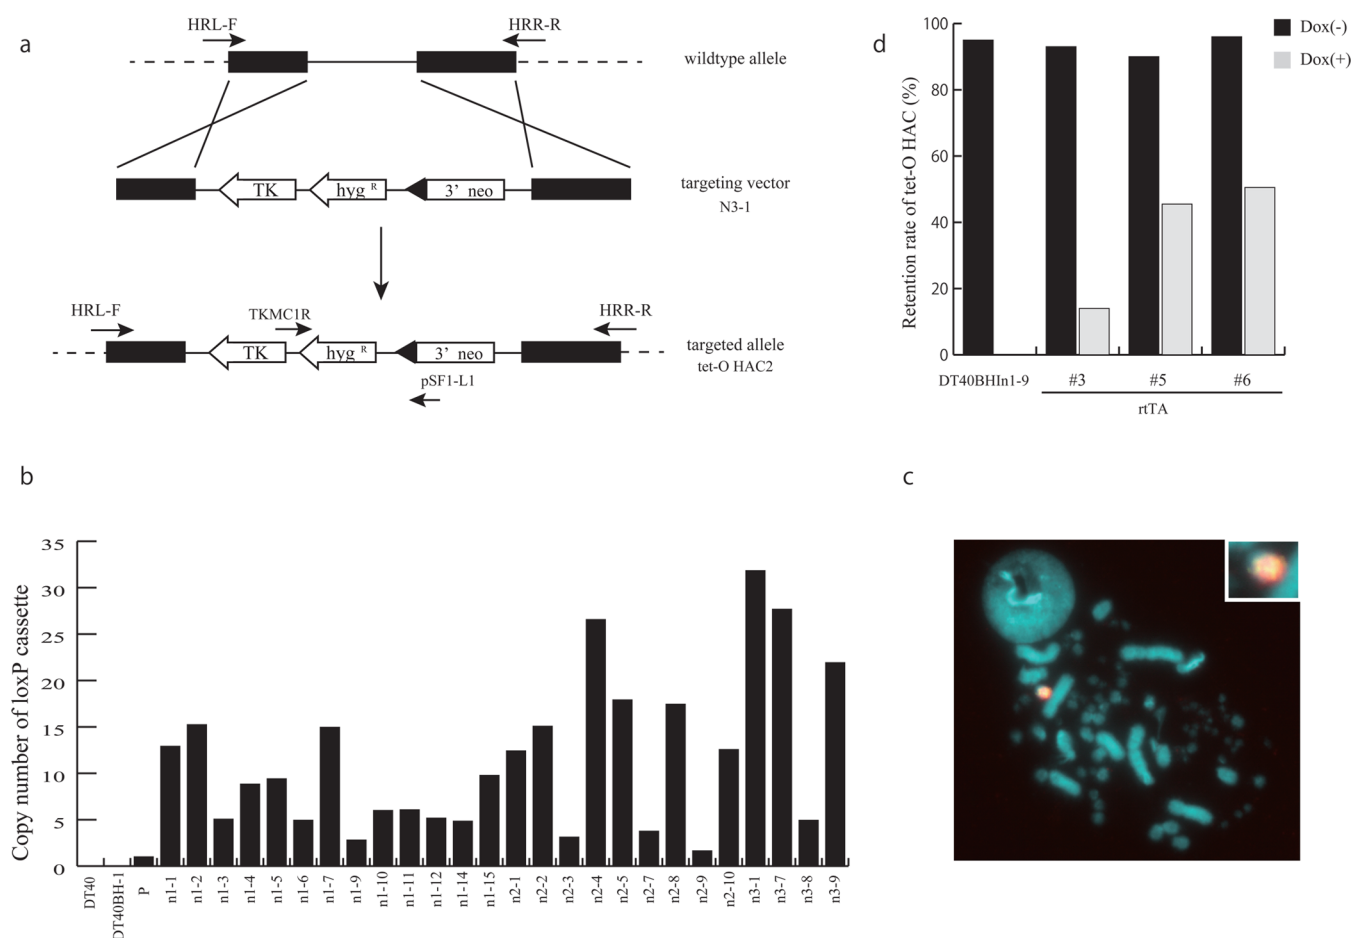 a
HRL-F
HRR-R
wildtype allele
TK
hyg R
3' neo
targeting vector
N3-1
HRL-F
TKMC1R
HRR-R
TK
hyg R
3' neo
targeted allele
tet-O HAC2
pSF1-L1
d
Dox(-)
Dox(+)
Retention rate of tet-O HAC (%)
100
80
60
40
20
0
DT40BHIn1-9
#3
#5
#6
rtTA
b
Copy number of loxP cassette
35
30
25
20
15
10
5
0
DT40
DT40BH-1
P
n1-1
n1-2
n1-3
n1-4
n1-5
n1-6
n1-7
n1-9
n1-10
n1-11
n1-12
n1-14
n1-15
n2-1
n2-2
n2-3
n2-4
n2-5
n2-7
n2-8
n2-9
n2-10
n3-1
n3-7
n3-8
n3-9
c